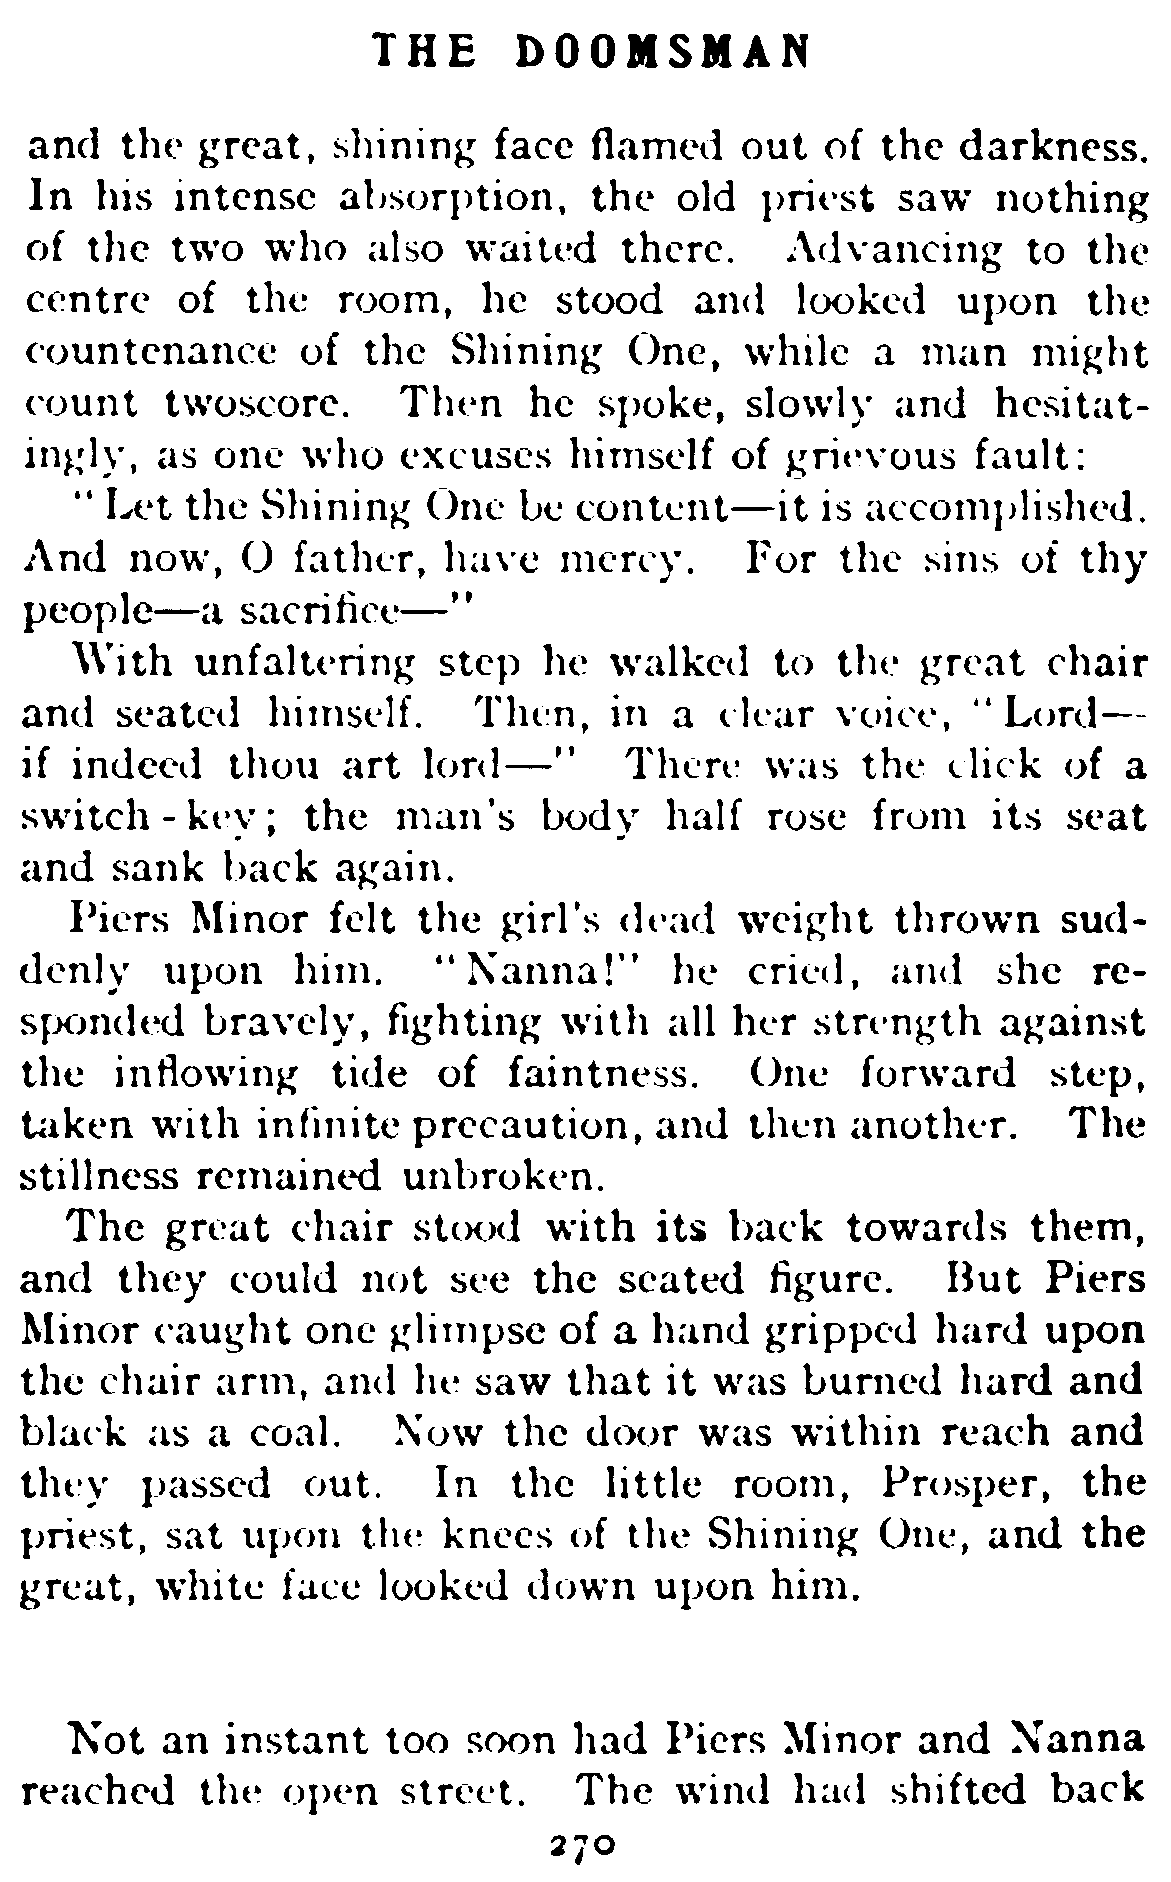 THE DOOMSMAN
and the great, shining face flamed out of the darkness.
In his intense absorption, the old priest saw nothing
of the two who also waited there. Advancing to the
centre of the room, he stood and looked upon the
countenance of the Shining One, while a man might
count twoscore. Then he spoke, slowly and hesitat-
ingly, as one who excuses himself of grievous fault:
"Let the Shining One be content—it is accomplished.
And now, O father, have mercy. For the sins of thy
people—a sacrifice—"
With unfaltering step he walked to the great chair
and seated himself. Then, in a clear voice, "Lord—
if indeed thou art lord—" There was the click of a
switch-key; the man's body half rose from its seat
and sank back again.
Piers Minor felt the girl's dead weight thrown sud-
denly upon him. "Nanna!" he cried, and she re-
sponded bravely, fighting with all her strength against
the inflowing tide of faintness. One forward step,
taken with infinite precaution, and then another. The
stillness remained unbroken.
The great chair stood with its back towards them,
and they could not see the seated figure. But Piers
Minor caught one glimpse of a hand gripped hard upon
the chair arm, and he saw that it was burned hard and
black as a coal. Now the door was within reach and
they passed out. In the little room, Prosper, the
priest, sat upon the knees of the Shining One, and the
great, white face looked down upon him.
Not an instant too soon had Piers Minor and Nanna
reached the open street. The wind had shifted back
270